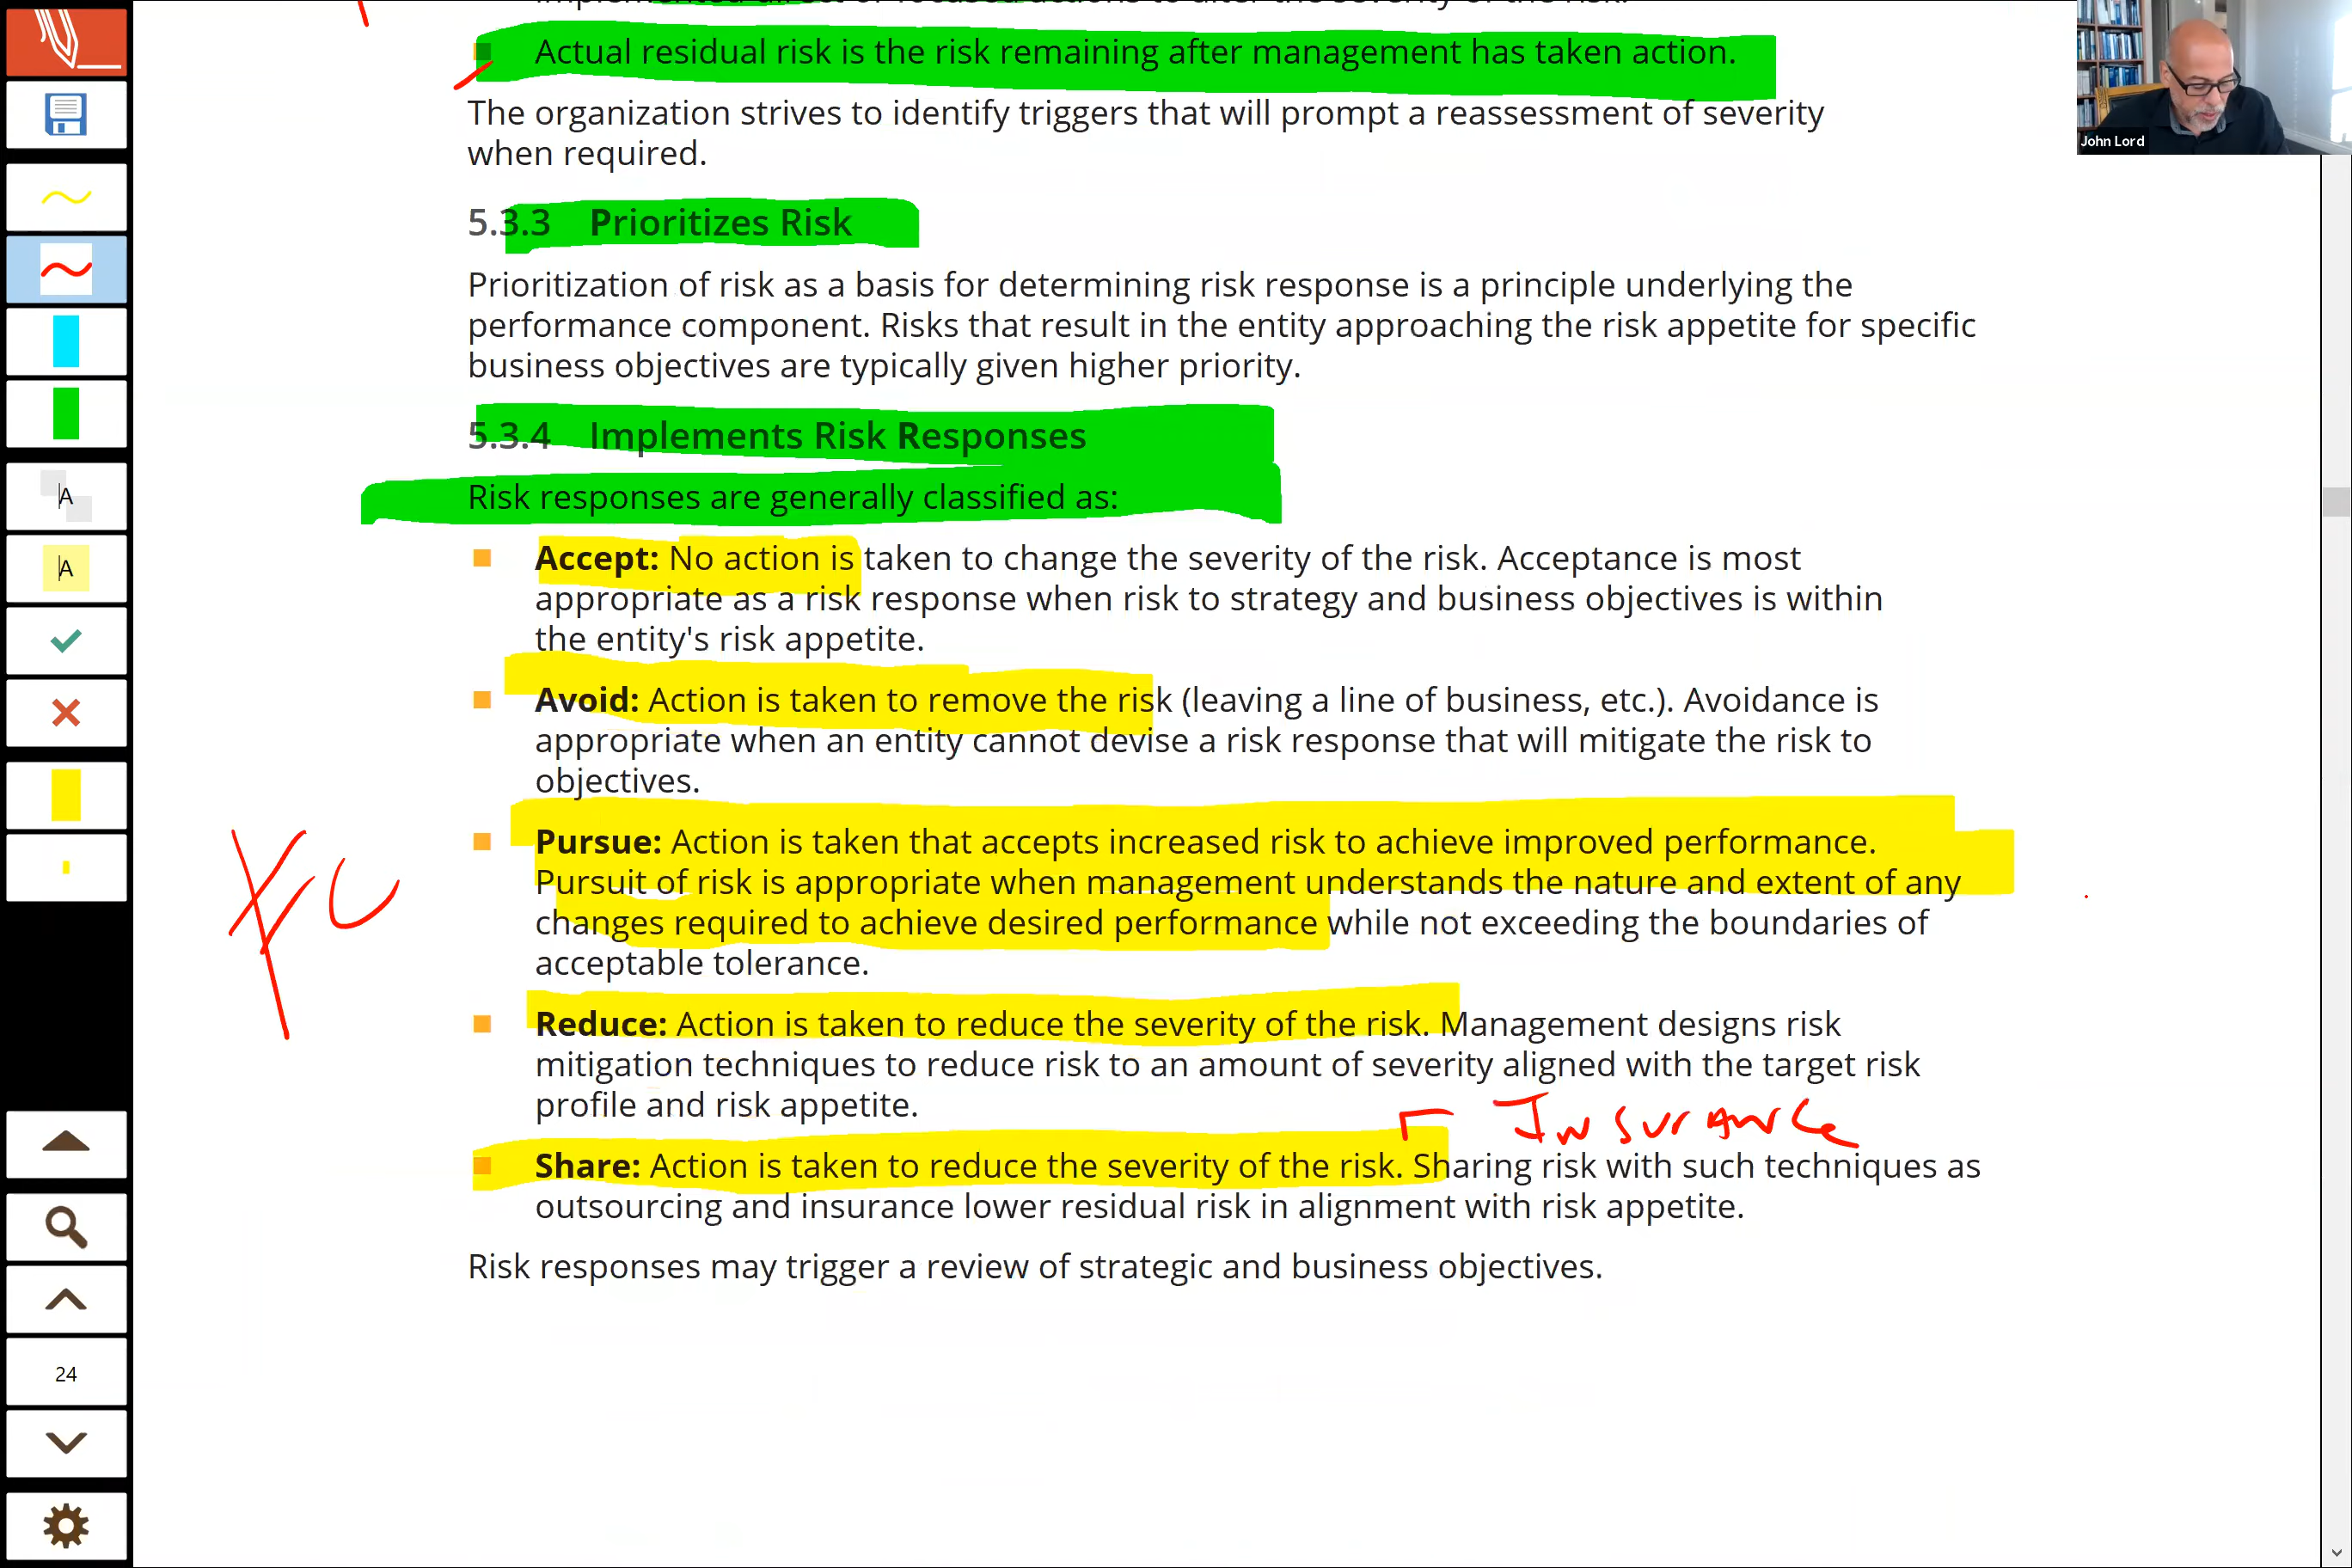 Actual residual risk is the risk remaining after management has taken action.
John Lord
The organization strives to identify triggers that will prompt a reassessment of severity
when required.
5.3.3 Prioritizes Risk
Prioritization of risk as a basis for determining risk response is a principle underlying the
performance component. Risks that result in the entity approaching the risk appetite for specific
business objectives are typically given higher priority.
5.3.4 Implements Risk Responses
Risk responses are generally classified as:
A
Accept: No action is taken to change the severity of the risk. Acceptance is most
A
appropriate as a risk response when risk to strategy and business objectives is within
the entity's risk appetite.
Avoid: Action is taken to remove the risk (leaving a line of business, etc.). Avoidance is
appropriate when an entity cannot devise a risk response that will mitigate the risk to
objectives.
Pursue: Action is taken that accepts increased risk to achieve improved performance.
Pursuit of risk is appropriate when management understands the nature and extent of any
changes required to achieve desired performance while not exceeding the boundaries of
acceptable tolerance.
Reduce: Action is taken to reduce the severity of the risk. Management designs risk
mitigation techniques to reduce risk to an amount of severity aligned with the target risk
profile and risk appetite.
Insurance
Share: Action is taken to reduce the severity of the risk. Sharing risk with such techniques as
outsourcing and insurance lower residual risk in alignment with risk appetite.
Risk responses may trigger a review of strategic and business objectives.
24